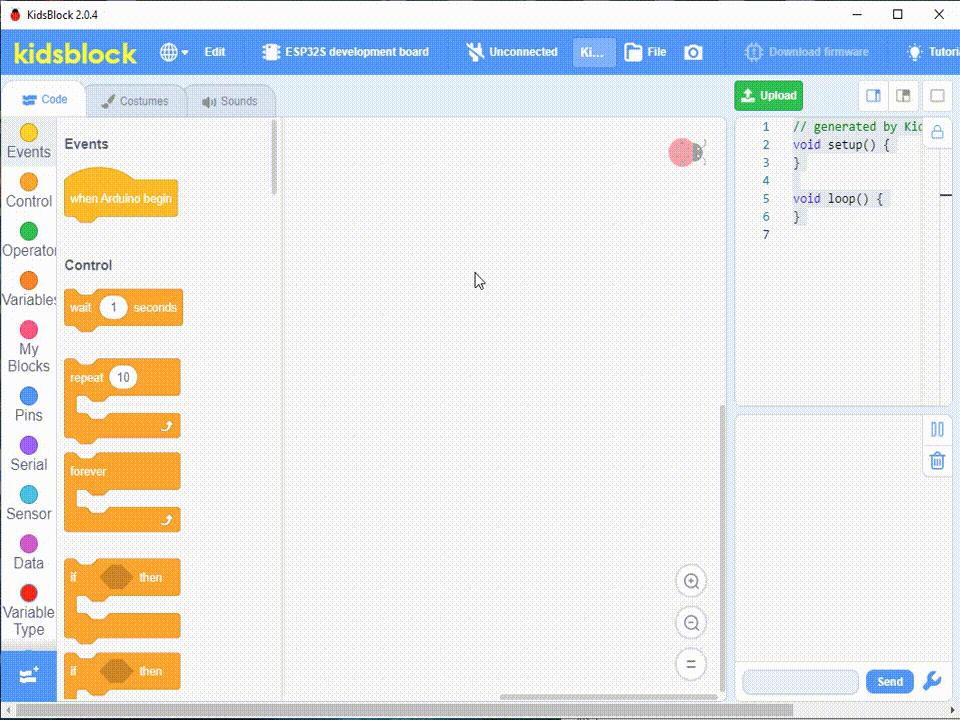 KidsBlock 2.0.4
kidsblock
Edit
ESP32S development board
Unconnected
Ki...
File
Download firmware
Tutori
Code
Costumes
Sounds
Upload
Events
Control
Operator
Variables
My
Blocks
Pins
Serial
Sensor
Data
Variable
Type
Events
when Arduino begin
Control
wait 1 seconds
repeat 10
forever
if then
if then
1 // generated by Kid
2 void setup() {
3 }
4
5 void loop() {
6 }
7
Send